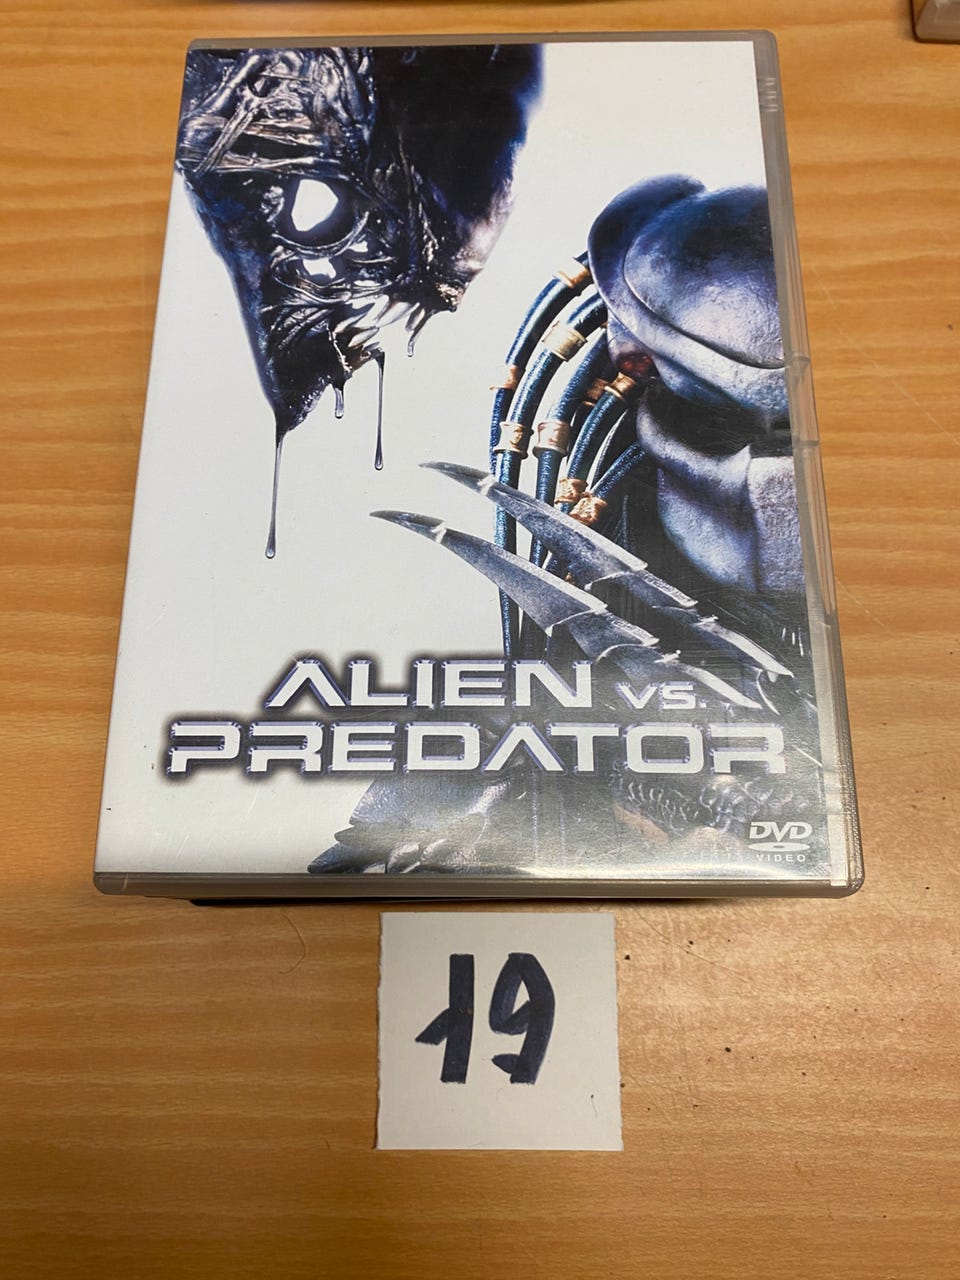 ALIEN VS.
PREDATOR
DVD
VIDEO
19